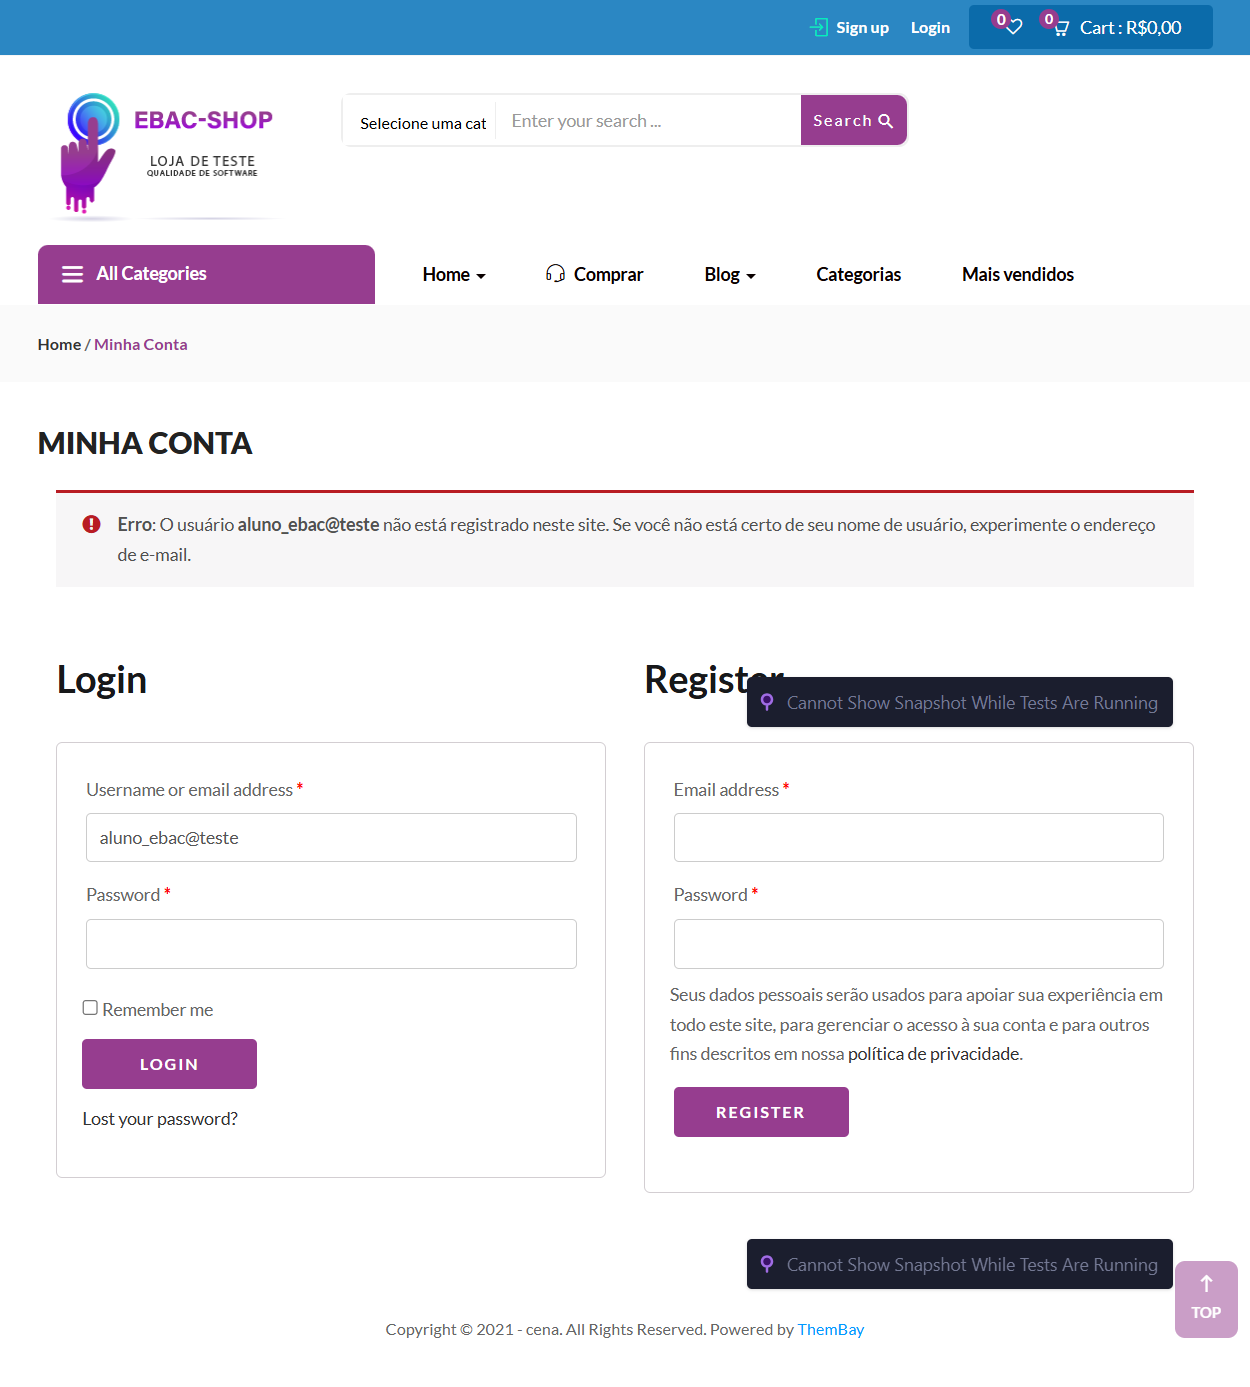 Sign up Login 0 0 Cart : R$0,00
EBAC-SHOP
LOJA DE TESTE
QUALIDADE DE SOFTWARE
Selecione uma cat Enter your search ... Search
All Categories Home Comprar Blog Categorias Mais vendidos
Home / Minha Conta
MINHA CONTA
Erro: O usuário aluno_ebac@teste não está registrado neste site. Se você não está certo de seu nome de usuário, experimente o endereço
de e-mail.
Login
Username or email address *
aluno_ebac@teste
Password *
Remember me
LOGIN
Lost your password?
Register
Cannot Show Snapshot While Tests Are Running
Email address *
Password *
Seus dados pessoais serão usados para apoiar sua experiência em
todo este site, para gerenciar o acesso à sua conta e para outros
fins descritos em nossa política de privacidade.
REGISTER
Cannot Show Snapshot While Tests Are Running
TOP
Copyright © 2021 - cena. All Rights Reserved. Powered by ThemBay